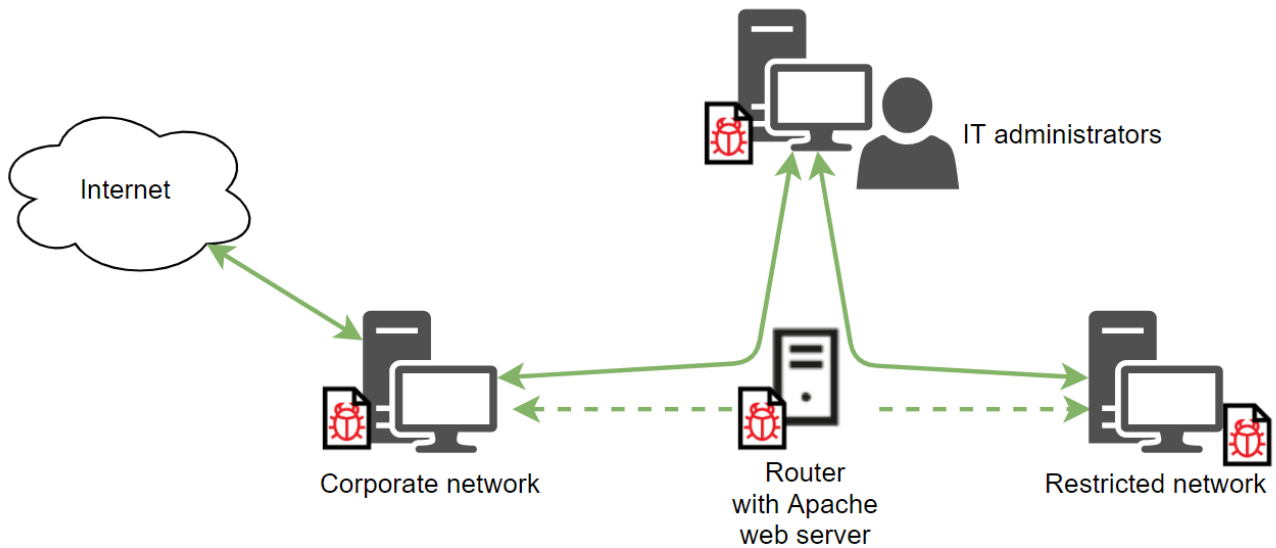 IT administrators
Internet
Corporate network
Router
with Apache
web server
Restricted network